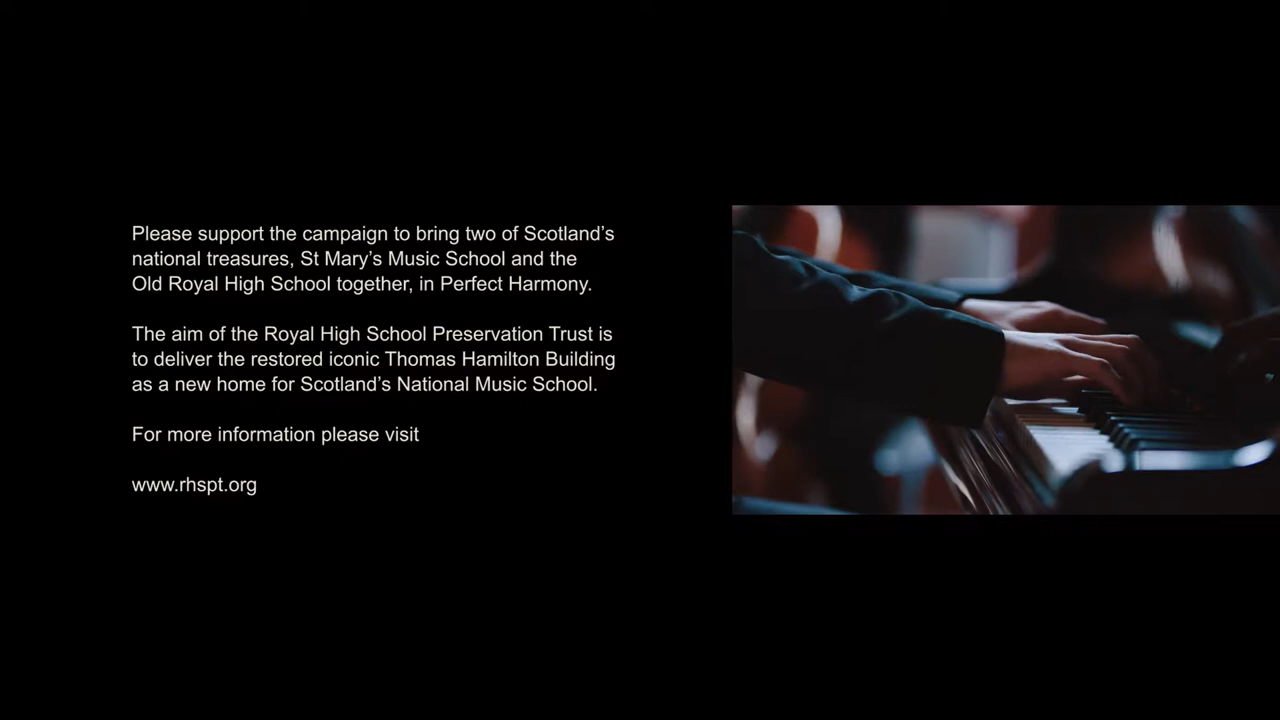 Please support the campaign to bring two of Scotland’s
national treasures, St Mary’s Music School and the
Old Royal High School together, in Perfect Harmony.
The aim of the Royal High School Preservation Trust is
to deliver the restored iconic Thomas Hamilton Building
as a new home for Scotland’s National Music School.
For more information please visit
www.rhspt.org